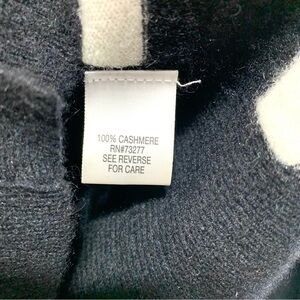 100% CASHMERE
RN#73277
SEE REVERSE
FOR CARE